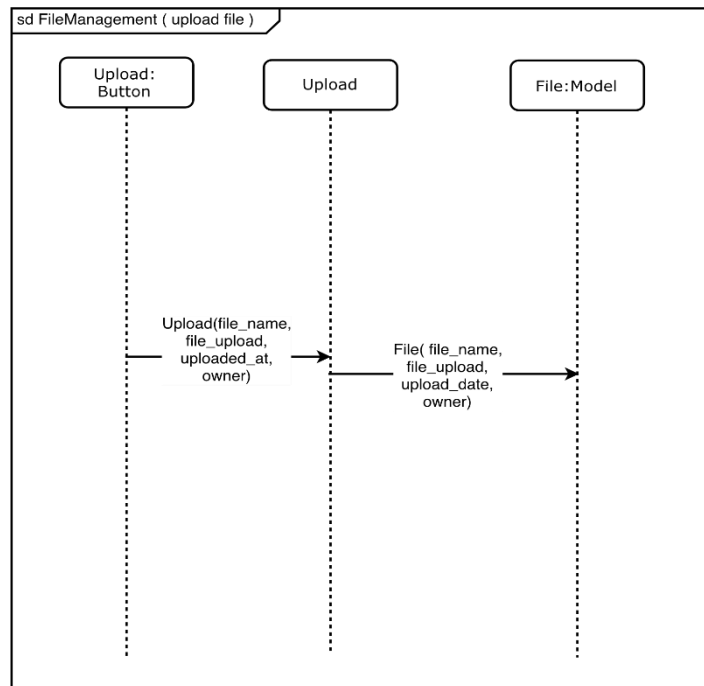 sd FileManagement ( upload file )
Upload:
Button
Upload
File:Model
Upload(file_name,
file_upload,
uploaded_at,
owner)
File( file_name,
file_upload,
upload_date,
owner)